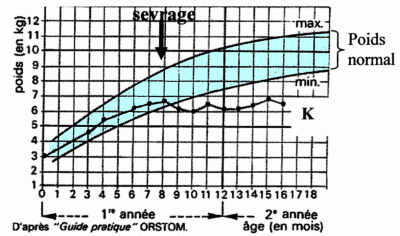 sevrage
poids (en kg)
12
11
10
9
8
7
6
5
4
3
2
1
max.
min.
Poids
normal
K
0 1 2 3 4 5 6 7 8 9 10 11 12 13 14 15 16 17 18
1re année
2e année
D'après "Guide pratique" ORSTOM.
âge (en mois)